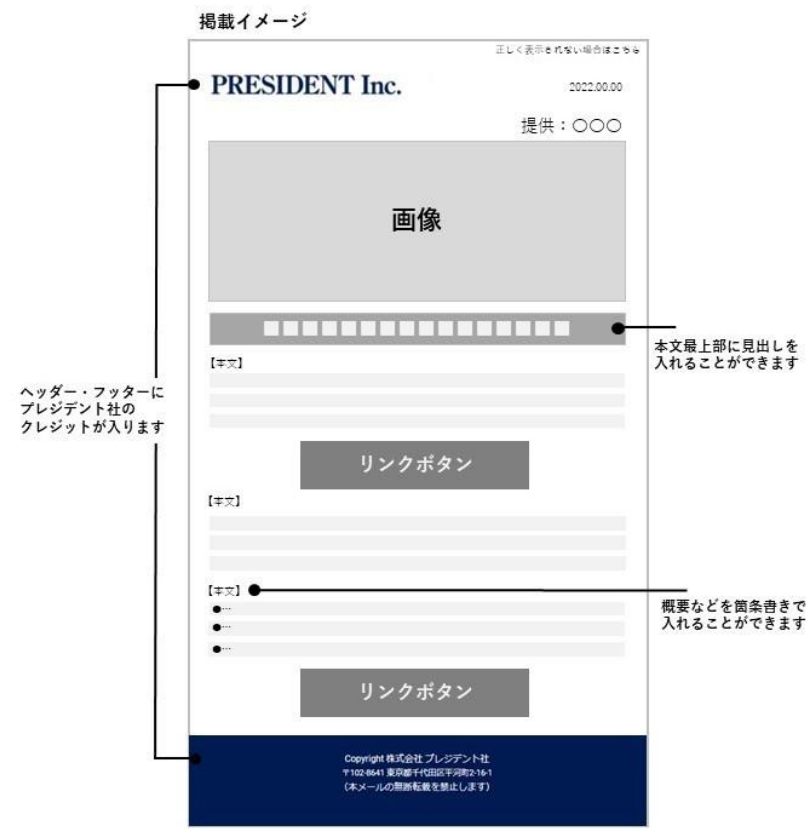 掲載イメージ
正しく表示されない場合はこちら
PRESIDENT Inc.
2022.00.00
提供：〇〇〇
画像
本文最上部に見出しを
入れることができます
【本文】
ヘッダー・フッターに
プレジデント社の
クレジットが入ります
リンクボタン
【本文】
【本文】
概要などを箇条書きで
入れることができます
●…
●…
●…
リンクボタン
Copyright 株式会社 プレジデント社
〒102-8641 東京都千代田区平河町2-16-1
（本メールの無断転載を禁止します）